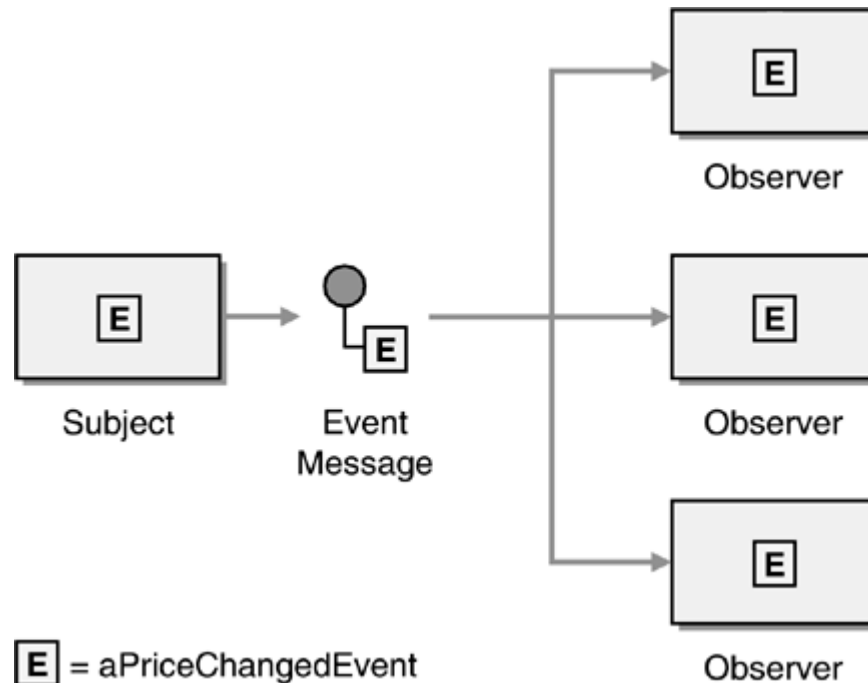 E
Observer
E
E
E
Subject
Event
Message
Observer
E
E = aPriceChangedEvent
Observer